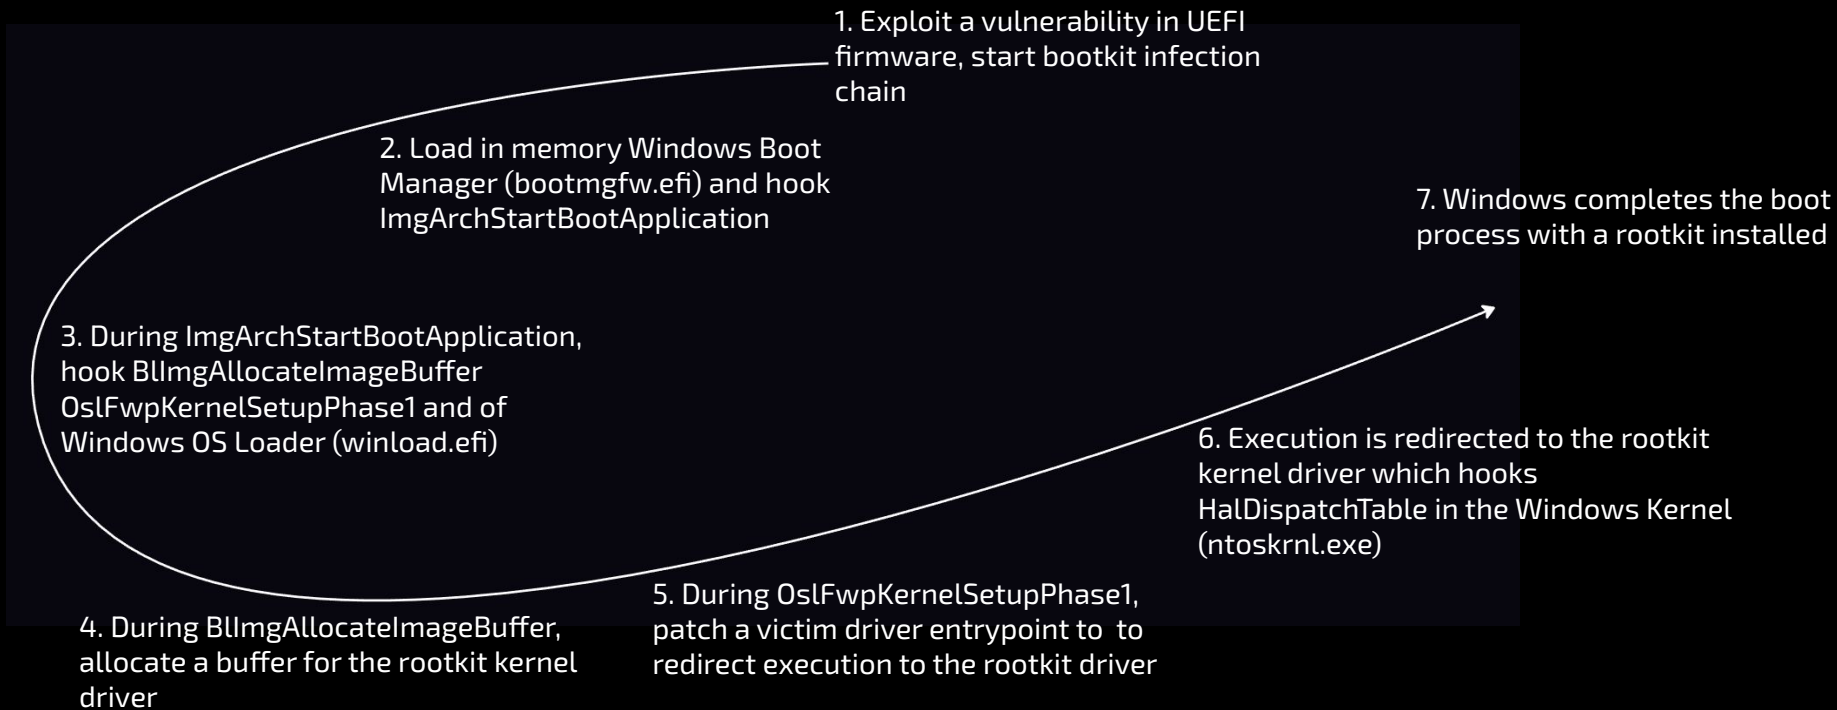 1. Exploit a vulnerability in UEFI
firmware, start bootkit infection
chain
2. Load in memory Windows Boot
Manager (bootmgfw.efi) and hook
ImgArchStartBootApplication
3. During ImgArchStartBootApplication,
hook BlImgAllocateImageBuffer
OslFwpKernelSetupPhase1 and of
Windows OS Loader (winload.efi)
4. During BlImgAllocateImageBuffer,
allocate a buffer for the rootkit kernel
driver
5. During OslFwpKernelSetupPhase1,
patch a victim driver entrypoint to  to
redirect execution to the rootkit driver
6. Execution is redirected to the rootkit
kernel driver which hooks
HalDispatchTable in the Windows Kernel
(ntoskrnl.exe)
7. Windows completes the boot
process with a rootkit installed